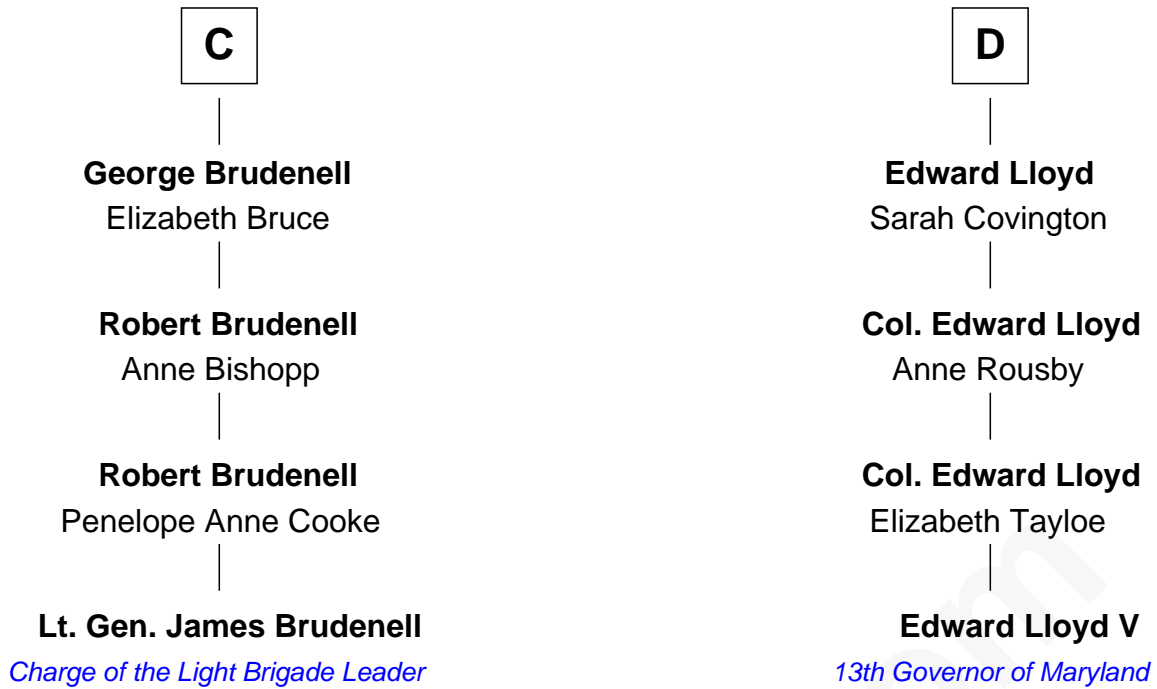 C
George Brudenell
Elizabeth Bruce
Robert Brudenell
Anne Bishopp
Robert Brudenell
Penelope Anne Cooke
Lt. Gen. James Brudenell
Charge of the Light Brigade Leader
D
Edward Lloyd
Sarah Covington
Col. Edward Lloyd
Anne Rousby
Col. Edward Lloyd
Elizabeth Tayloe
Edward Lloyd V
13th Governor of Maryland